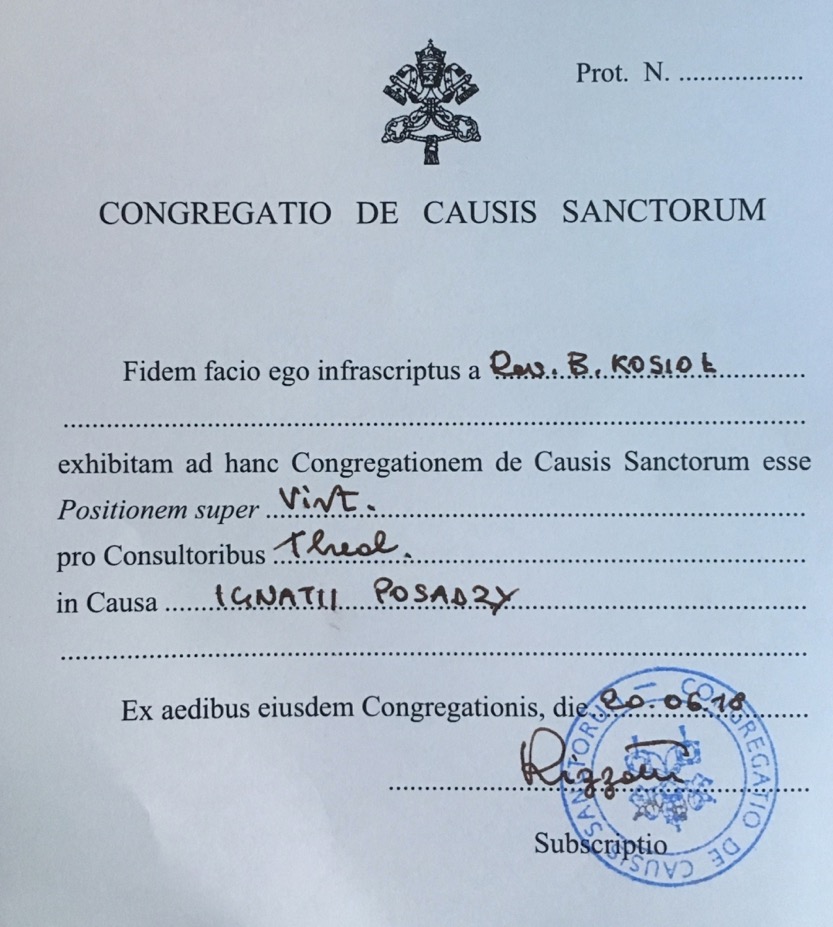 Prot. N. ...................
CONGREGATIO DE CAUSIS SANCTORUM
Fidem facio ego infrascriptus a Rev. B. KOSIOŁ
exhibitam ad hanc Congregationem de Causis Sanctorum esse
Positionem super Virt.
pro Consultoribus Theol.
in Causa IGNATII POSADZY
Ex aedibus eiusdem Congregationis, die 20.06.18
Subscriptio
CONGREGATIO DE CAUSIS SANCTORUM —